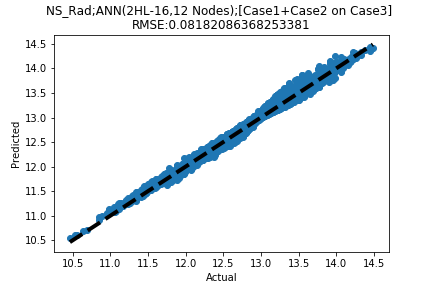 NS_Rad;ANN(2HL-16,12 Nodes);[Case1+Case2 on Case3]
RMSE:0.08182086368253381
14.5
14.0
13.5
13.0
12.5
12.0
11.5
11.0
10.5
Predicted
10.5 11.0 11.5 12.0 12.5 13.0 13.5 14.0 14.5
Actual